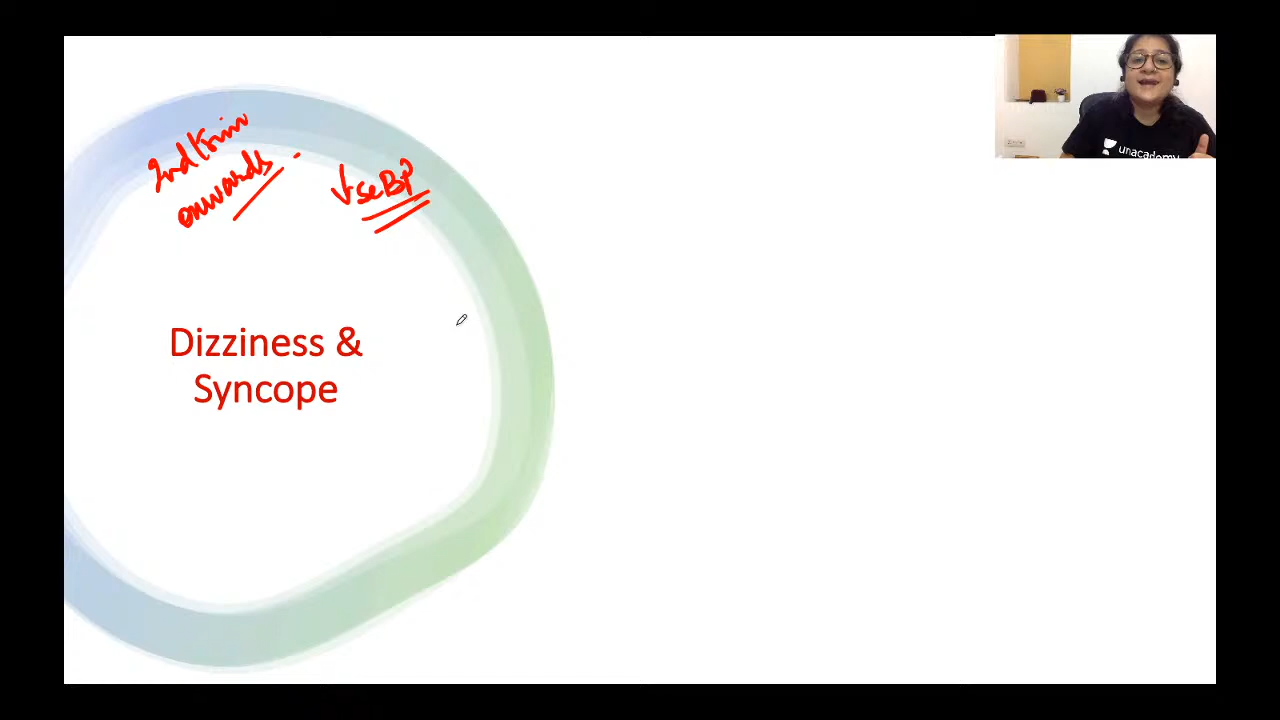 2nd trim
onwards.
↓se BP
Dizziness &
Syncope
unacademy